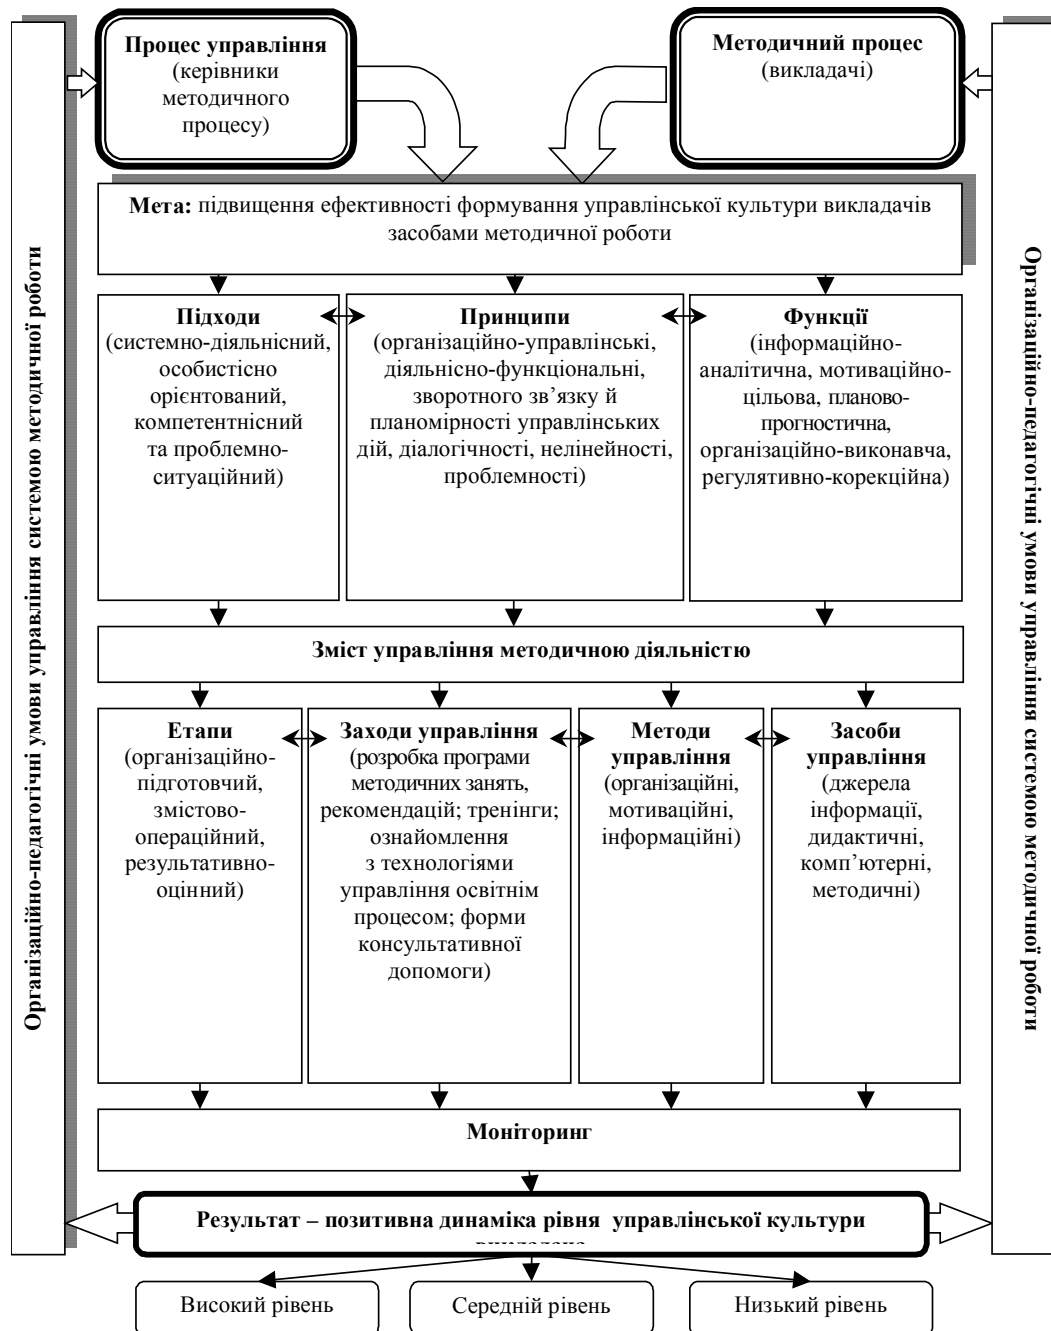 Процес управління
(керівники
методичного
процесу)
Методичний процес
(викладачі)
Організаційно-педагогічні умови управління системою методичної роботи
Мета: підвищення ефективності формування управлінської культури викладачів
засобами методичної роботи
Підходи
(системно-діяльнісний,
особистісно
орієнтований,
компетентнісний
та проблемно-
ситуаційний)
Принципи
(організаційно-управлінські,
діяльнісно-функціональні,
зворотного зв’язку й
планомірності управлінських
дій, діалогічності, нелінейності,
проблемності)
Функції
(інформаційно-
аналітична, мотиваційно-
цільова, планово-
прогностична,
організаційно-виконавча,
регулятивно-корекційна)
Організаційно-педагогічні умови управління системою методичної роботи
Зміст управління методичною діяльністю
Етапи
(організаційно-
підготовчий,
змістово-
операційний,
результативно-
оцінний)
Заходи управління
(розробка програми
методичних занять,
рекомендацій; тренінги;
ознайомлення
з технологіями
управління освітнім
процесом; форми
консультативної
допомоги)
Методи
управління
(організаційні,
мотиваційні,
інформаційні)
Засоби
управління
(джерела
інформації,
дидактичні,
комп’ютерні,
методичні)
Моніторинг
Результат – позитивна динаміка рівня управлінської культури
Високий рівень
Середній рівень
Низький рівень